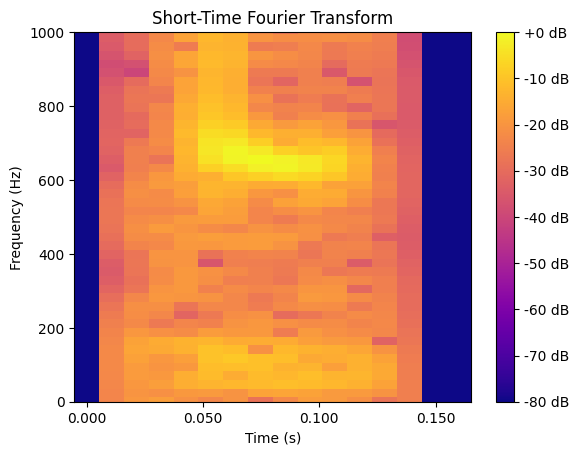 Short-Time Fourier Transform
Frequency (Hz)
1000
800
600
400
200
0
0.000
0.050
0.100
0.150
Time (s)
+0 dB
-10 dB
-20 dB
-30 dB
-40 dB
-50 dB
-60 dB
-70 dB
-80 dB